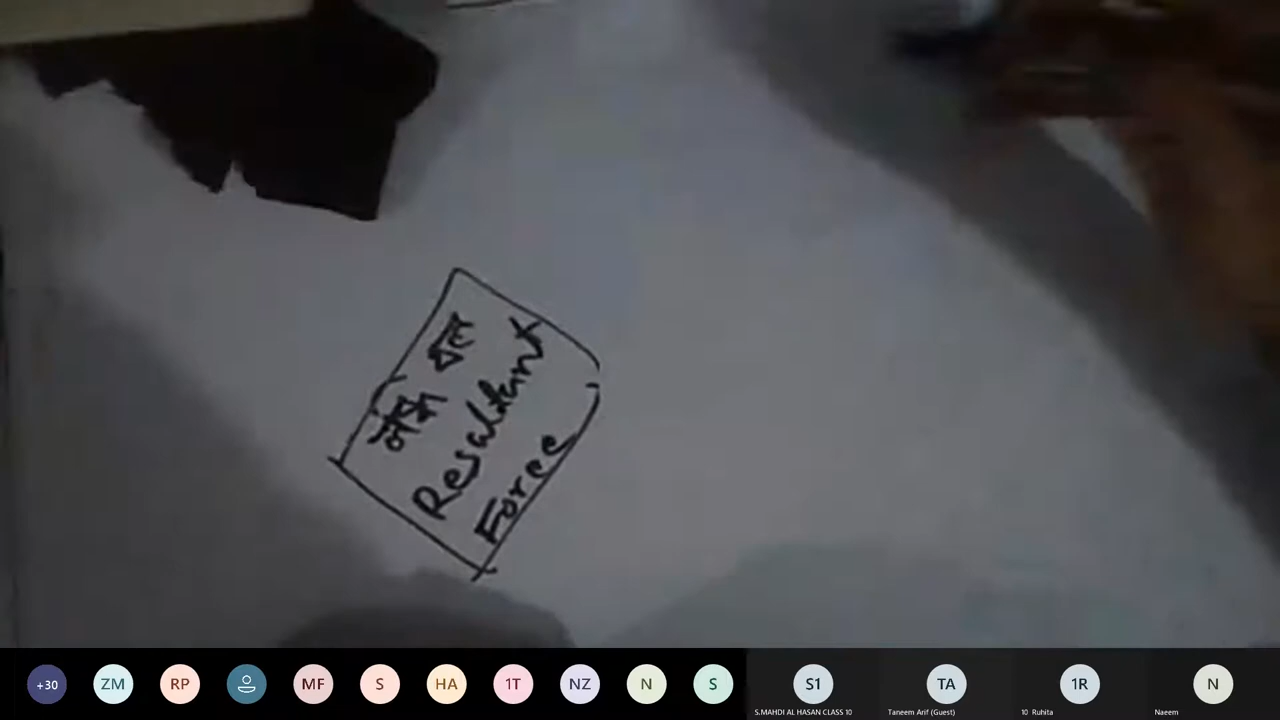 লব্ধি বল
Resultant
Force
+30
ZM
RP
MF
S
HA
1T
NZ
N
S
S1
TA
1R
N
S.MAHDI AL HASAN CLASS 10
Taneem Arif (Guest)
10 Ruhita
Naeem